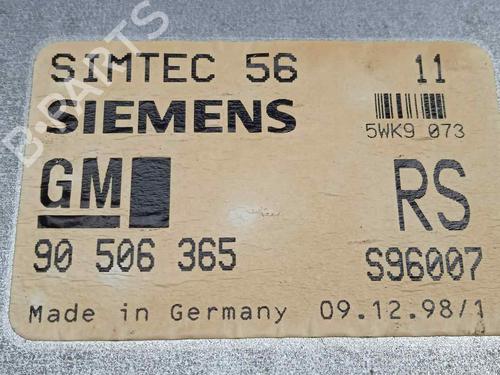 SIMTEC 56 11
SIEMENS
5WK9 073
GM RS
90 506 365 S96007
Made in Germany 09.12.98/1
B-PARTS